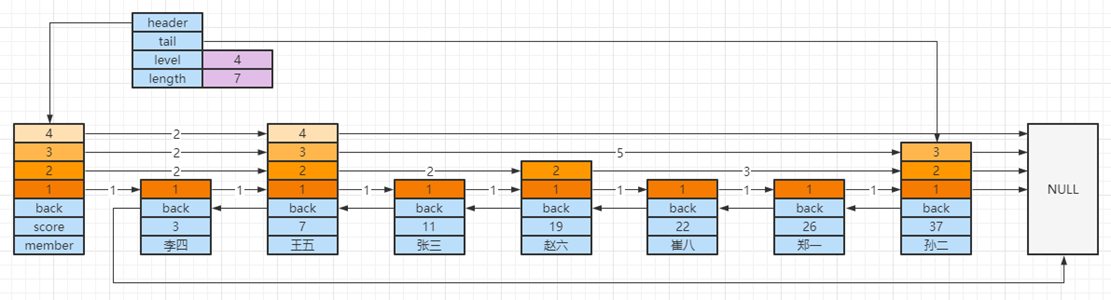 header
tail
level 4
length 7
4 2 4
3 2 3 5 3
2 2 2 2 2 3 2
1 1 1 1 1 1 1 1 1 1 1 1 1 1 1 NULL
back back back back back back back back
score 3 7 11 19 22 26 37
member 李四 王五 张三 赵六 崔八 郑一 孙二